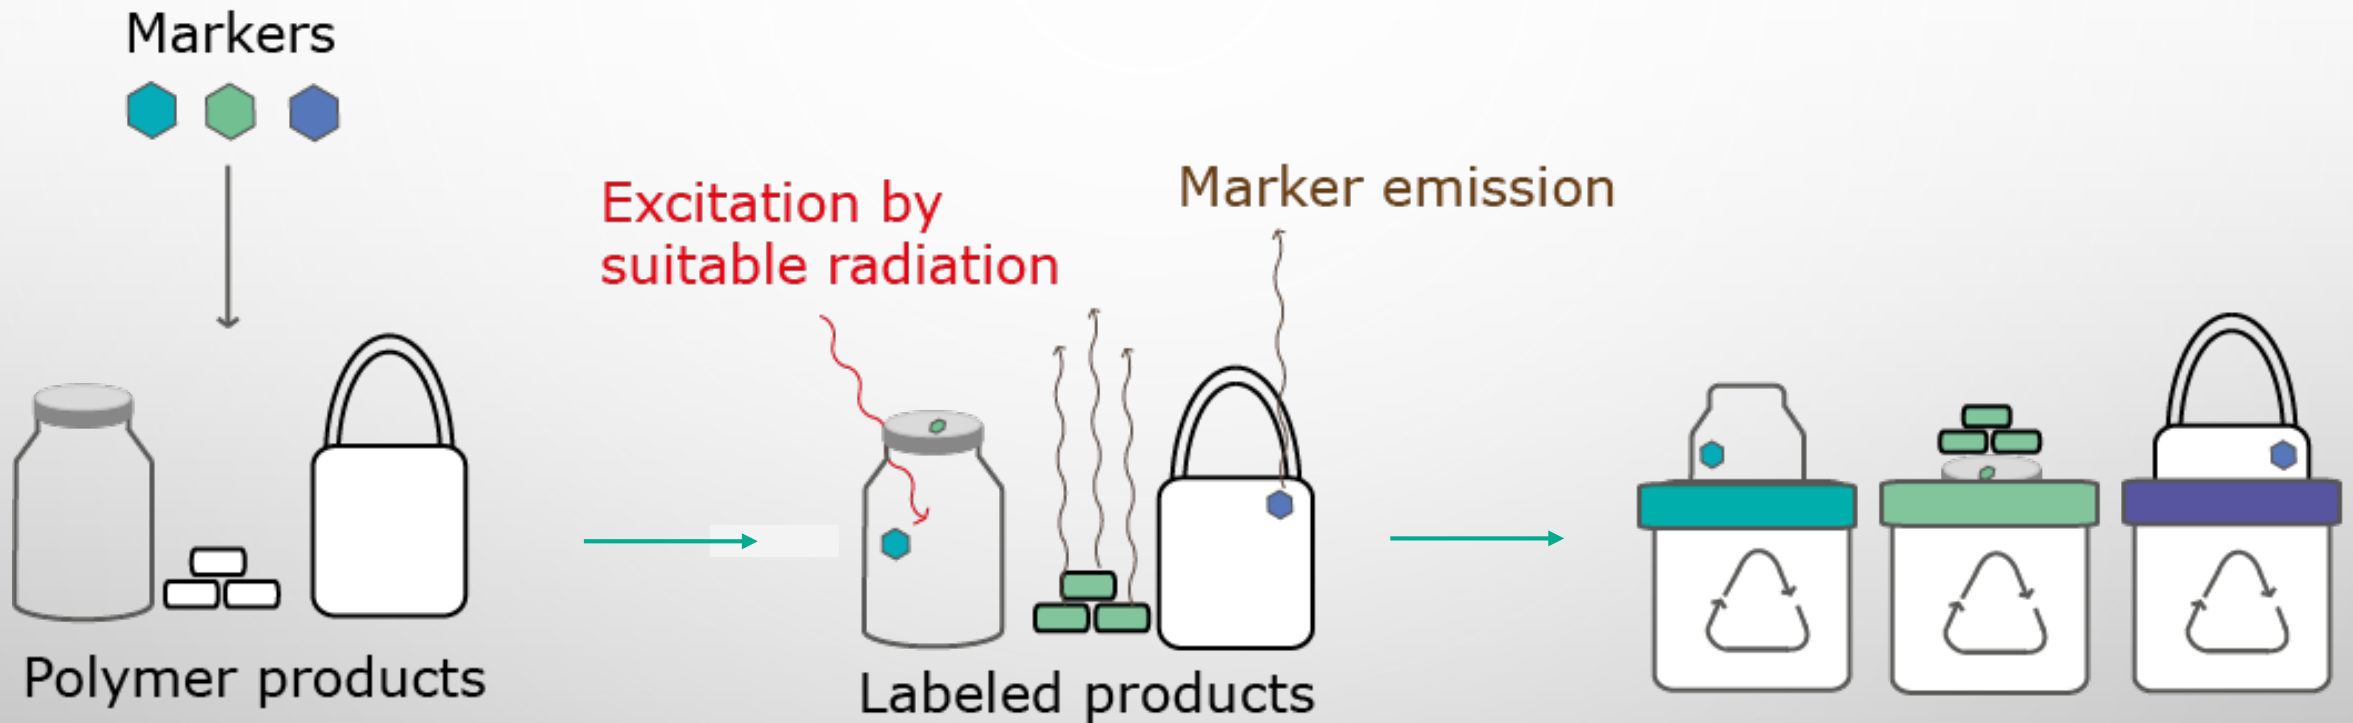 Markers
Excitation by
suitable radiation
Marker emission
Polymer products
Labeled products